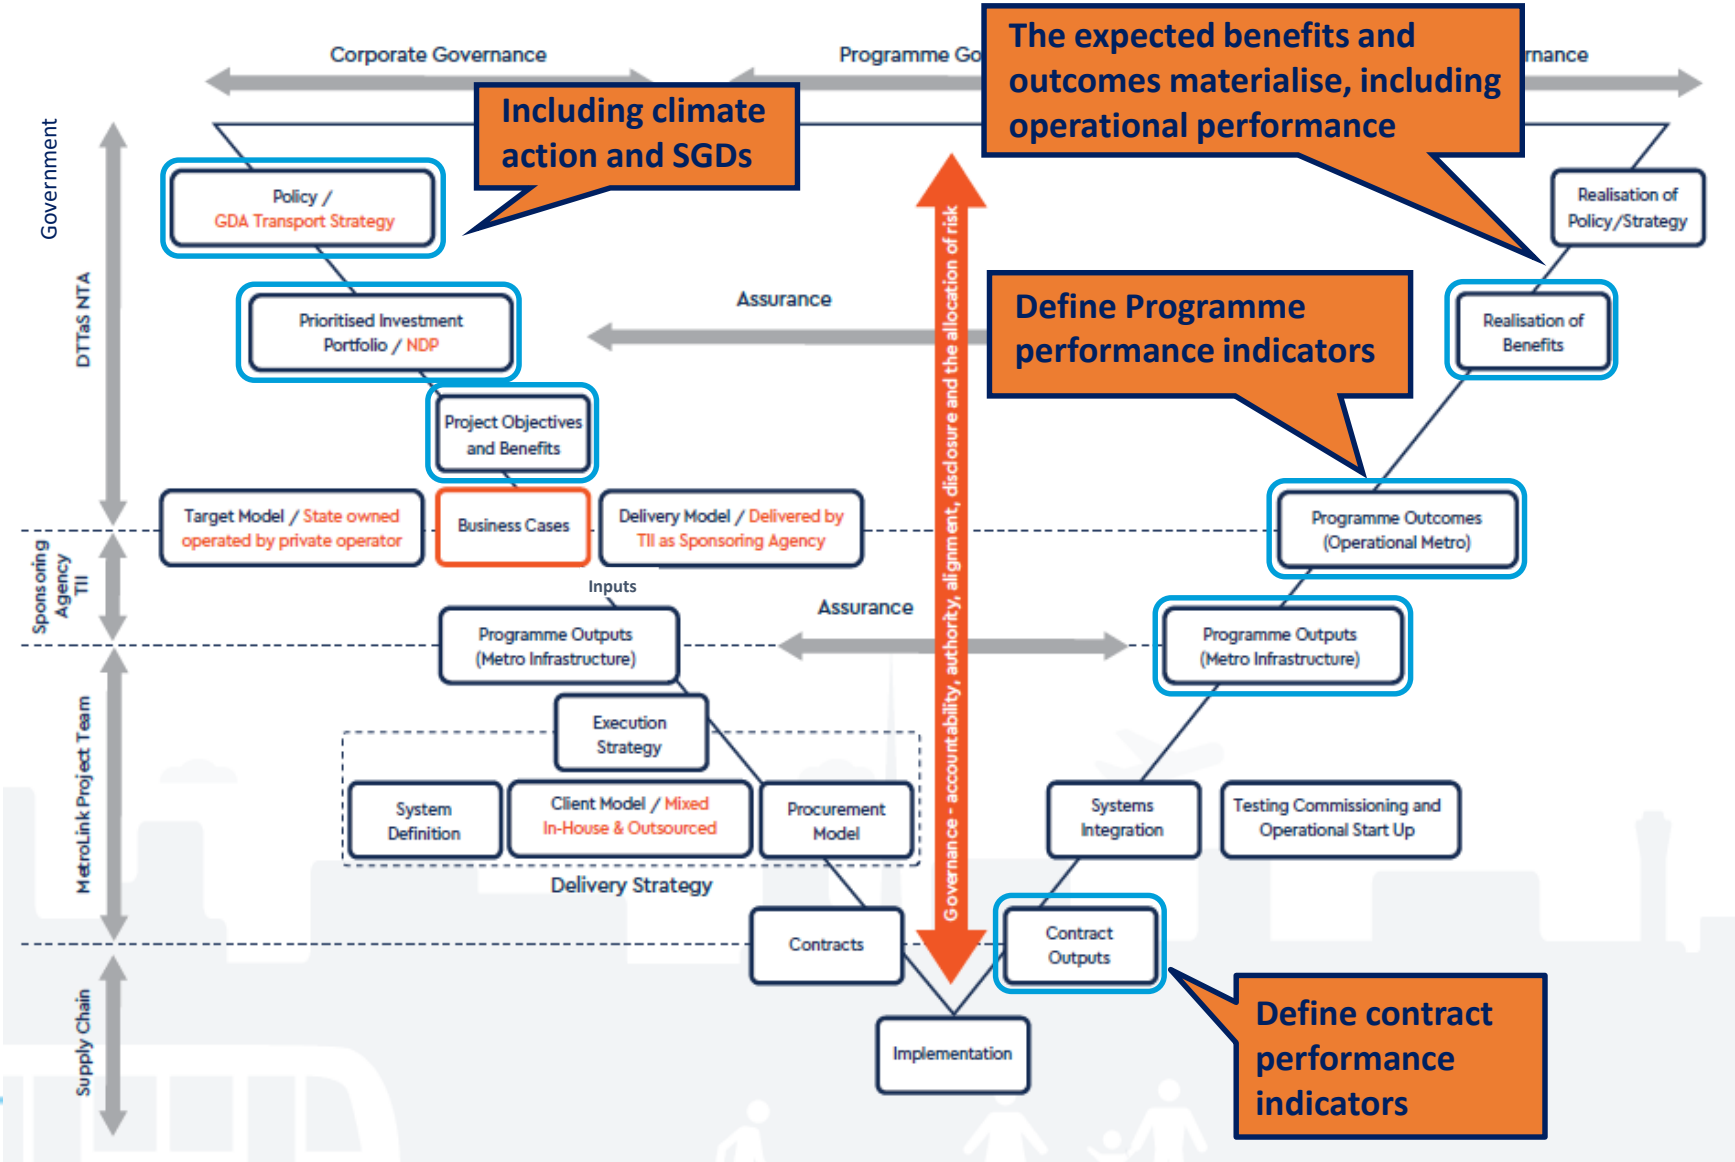 Corporate Governance
Programme Go
rnance
The expected benefits and
outcomes materialise, including
operational performance
Including climate
action and SGDs
Government
Policy /
GDA Transport Strategy
Realisation of
Policy/Strategy
DTTaS NTA
Prioritised Investment
Portfolio / NDP
Assurance
Define Programme
performance indicators
Realisation of
Benefits
Project Objectives
and Benefits
Governance - accountability, authority, alignment, disclosure and the allocation of risk
Target Model / State owned
operated by private operator
Business Cases
Delivery Model / Delivered by
TII as Sponsoring Agency
Programme Outcomes
(Operational Metro)
Sponsoring
Agency
TII
Inputs
Assurance
Programme Outputs
(Metro Infrastructure)
Programme Outputs
(Metro Infrastructure)
MetroLink Project Team
Execution
Strategy
System
Definition
Client Model / Mixed
In-House & Outsourced
Procurement
Model
Systems
Integration
Testing Commissioning and
Operational Start Up
Delivery Strategy
Contracts
Contract
Outputs
Supply Chain
Implementation
Define contract
performance
indicators